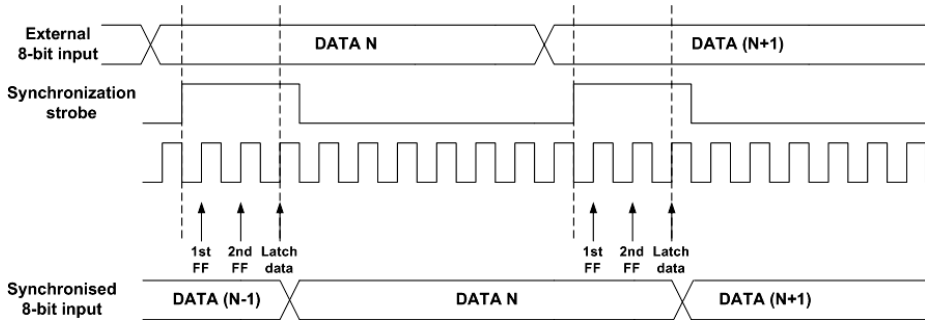 External
8-bit input
DATA N
DATA (N+1)
Synchronization
strobe
1st
FF
2nd
FF
Latch
data
1st
FF
2nd
FF
Latch
data
Synchronised
8-bit input
DATA (N-1)
DATA N
DATA (N+1)